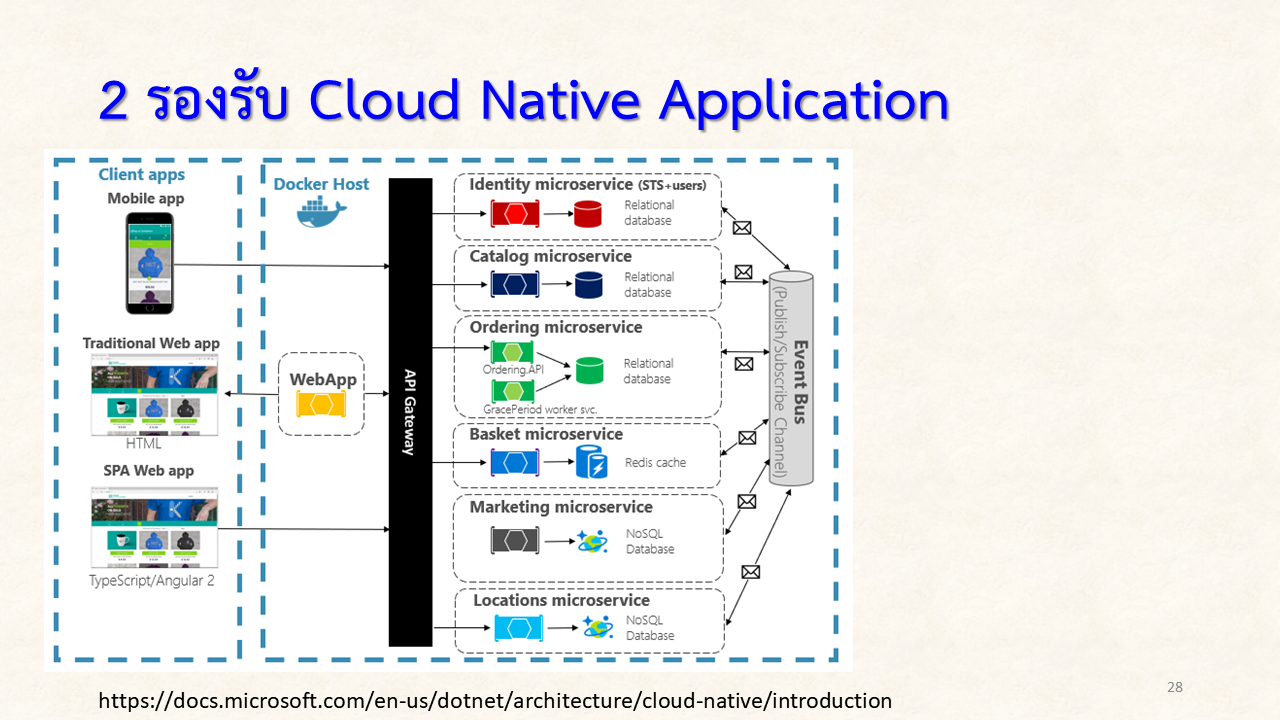 2 รองรับ Cloud Native Application
Client apps
Mobile app
Traditional Web app
HTML
SPA Web app
TypeScript/Angular 2
Docker Host
WebApp
API Gateway
Identity microservice (STS+users)
Relational
database
Catalog microservice
Relational
database
Ordering microservice
Ordering.API
GracePeriod worker svc.
Relational
database
Basket microservice
Redis cache
Marketing microservice
NoSQL
Database
Locations microservice
NoSQL
Database
Event Bus
(Publish/Subscribe Channel)
https://docs.microsoft.com/en-us/dotnet/architecture/cloud-native/introduction
28